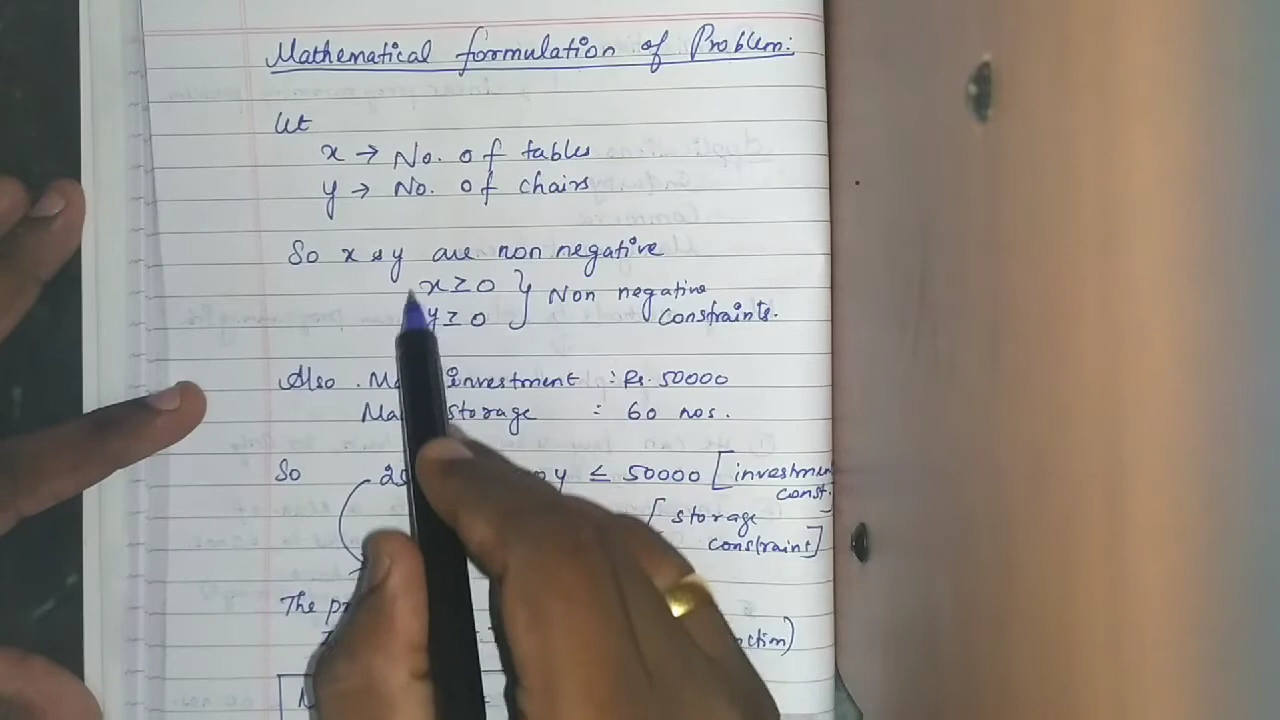 Mathematical formulation of Problem:
Let
x → No. of tables
y → No. of chairs
So x & y are non negative
x ≥ 0 } Non negative
y ≥ 0 constraints.
Also investment : Rs. 50000
storage : 60 nos.
So y ≤ 50000 [investment
const.
[storage
constraint]
The